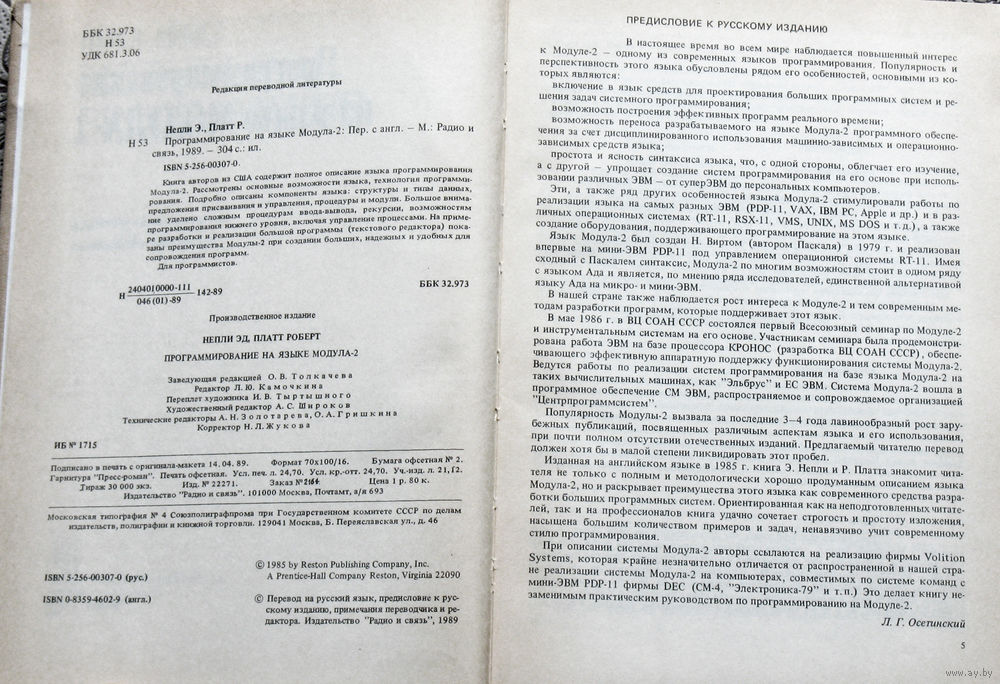 ББК 32.973
Н 53
УДК 681.3.06
Редакция переводной литературы
Непли Э., Платт Р.
Н 53 Программирование на языке Модула-2: Пер. с англ. – М.: Радио и
связь, 1989. – 304 с.: ил.
ISBN 5-256-00307-0.
Книга авторов из США содержит полное описание языка программирования
Модула-2. Рассмотрены основные возможности языка, технология программи-
рования. Подробно описаны компоненты языка: структуры и типы данных,
предложения присваивания и управления, процедуры и модули. Большое внима-
ние уделено сложным процедурам ввода-вывода, рекурсии, возможностям
программирования нижнего уровня, включая управление процессами. На приме-
ре разработки и реализации большой программы (текстового редактора) пока-
заны преимущества Модулы-2 при создании больших, надежных и удобных для
сопровождения программ.
Для программистов.
Н 2404010000-111 142-89
046 (01)-89
ББК 32.973
Производственное издание
НЕПЛИ ЭД, ПЛАТТ РОБЕРТ
ПРОГРАММИРОВАНИЕ НА ЯЗЫКЕ МОДУЛА-2
Заведующая редакцией О. В. Толкачева
Редактор Л. Ю. Камочкина
Переплет художника И. В. Тыртышного
Художественный редактор А. С. Широков
Технические редакторы А. Н. Золотарева, О. А. Гришкина
Корректор Н. Л. Жукова
ИБ № 1715
Подписано в печать с оригинала-макета 14.04.89. Формат 70х100/16. Бумага офсетная № 2.
Гарнитура "Пресс-роман". Печать офсетная. Усл. печ. л. 24,70. Усл. кр.-отт. 24,70. Уч.-изд. л. 21,12.
Тираж 30 000 экз. Изд. № 22271. Заказ № 2164 Цена 1 р. 80 к.
Издательство "Радио и связь". 101000 Москва, Почтамт, а/я 693
Московская типография № 4 Союзполиграфпрома при Государственном комитете СССР по делам
издательств, полиграфии и книжной торговли. 129041 Москва, Б. Переяславская ул., д. 46
© 1985 by Reston Publishing Company, Inc.
A Prentice-Hall Company Reston, Virginia 22090
ISBN 5-256-00307-0 (рус.)
ISBN 0-8359-4602-9 (англ.)
© Перевод на русский язык, предисловие к рус-
скому изданию, примечания переводчика и ре-
дактора. Издательство "Радио и связь", 1989
ПРЕДИСЛОВИЕ К РУССКОМУ ИЗДАНИЮ
В настоящее время во всем мире наблюдается повышенный интерес
к Модуле-2 – одному из современных языков программирования. Популярность и
перспективность этого языка обусловлены рядом его особенностей, основными из ко-
торых являются:
включение в язык средств для проектирования больших программных систем и ре-
шения задач системного программирования;
возможность построения эффективных программ реального времени;
возможность переноса разрабатываемого на языке Модула-2 программного обеспе-
чения за счет дисциплинированного использования машинно-зависимых и операционно-
зависимых средств языка;
простота и ясность синтаксиса языка, что, с одной стороны, облегчает его изучение,
а с другой – упрощает создание систем программирования на его основе при исполь-
зовании различных ЭВМ – от суперЭВМ до персональных компьютеров.
Эти, а также ряд других особенностей языка Модула-2 стимулировали работы по
реализации языка на самых разных ЭВМ (PDP-11, VAX, IBM PC, Apple и др.) и в раз-
личных операционных системах (RT-11, RSX-11, VMS, UNIX, MS DOS и т.д.), а также
создание оборудования, поддерживающего программирование на этом языке.
Язык Модула-2 был создан Н. Виртом (автором Паскаля) в 1979 г. и реализован
впервые на мини-ЭВМ PDP-11 под управлением операционной системы RT-11. Имея
сходный с Паскалем синтаксис, Модула-2 по многим возможностям стоит в одном ряду
с языком Ада и является, по мнению ряда исследователей, единственной альтернативой
языку Ада на микро- и мини-ЭВМ.
В нашей стране также наблюдается рост интереса к Модуле-2 и тем современным ме-
тодам разработки программ, которые поддерживает этот язык.
В мае 1986 г. в ВЦ СОАН СССР состоялся первый Всесоюзный семинар по Модуле-2
и инструментальным системам на его основе. Участникам семинара была продемонстри-
рована работа ЭВМ на базе процессора КРОНОС (разработка ВЦ СОАН СССР), обеспе-
чивающего эффективную аппаратную поддержку функционирования системы Модула-2.
Ведутся работы по реализации систем программирования на базе языка Модула-2 на
таких вычислительных машинах, как "Эльбрус" и ЕС ЭВМ. Система Модула-2 вошла в
программное обеспечение СМ ЭВМ, распространяемое и сопровождаемое организацией
"Центрпрограммсистем".
Популярность Модулы-2 вызвала за последние 3–4 года лавинообразный рост зару-
бежных публикаций, посвященных различным аспектам языка и его использования,
при почти полном отсутствии отечественных изданий. Предлагаемый читателю перевод
должен хотя бы в малой степени ликвидировать этот пробел.
Изданная на английском языке в 1985 г. книга Э. Непли и Р. Платта знакомит чита-
теля не только с полным и методологически хорошо продуманным описанием языка
Модула-2, но и раскрывает преимущества этого языка как современного средства разра-
ботки больших программных систем. Ориентированная как на неподготовленных читате-
лей, так и на профессионалов книга удачно сочетает строгость и простоту изложения,
насыщена большим количеством примеров и задач, ненавязчиво учит современному
стилю программирования.
При описании системы Модула-2 авторы ссылаются на реализацию фирмы Volition
Systems, которая крайне незначительно отличается от распространенной в нашей стра-
не реализации системы Модула-2 на компьютерах, совместимых по системе команд с
мини-ЭВМ PDP-11 фирмы DEC (СМ-4, "Электроника-79" и т.п.) Это делает книгу не-
заменимым практическим руководством по программированию на Модуле-2.
Л. Г. Осетинский
5
www.ay.by